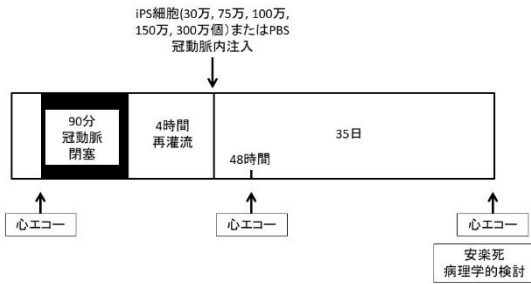 iPS細胞(30万, 75万, 100万,
150万, 300万個)またはPBS
冠動脈内注入
90分
冠動脈
閉塞
4時間
再灌流
48時間
35日
心エコー
心エコー
心エコー
安楽死
病理学的検討